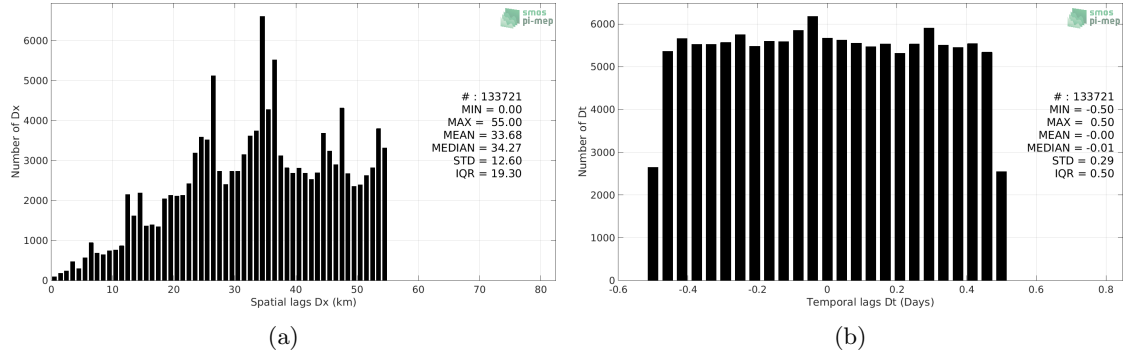 smos
pi-mep
6000
5000
4000
3000
2000
1000
0
Number of Dx
# : 133721
MIN = 0.00
MAX = 55.00
MEAN = 33.68
MEDIAN = 34.27
STD = 12.60
IQR = 19.30
0 10 20 30 40 50 60 70 80
Spatial lags Dx (km)
(a)
smos
pi-mep
6000
5000
4000
3000
2000
1000
0
Number of Dt
# : 133721
MIN = -0.50
MAX = 0.50
MEAN = -0.00
MEDIAN = -0.01
STD = 0.29
IQR = 0.50
-0.6 -0.4 -0.2 0 0.2 0.4 0.6 0.8
Temporal lags Dt (Days)
(b)